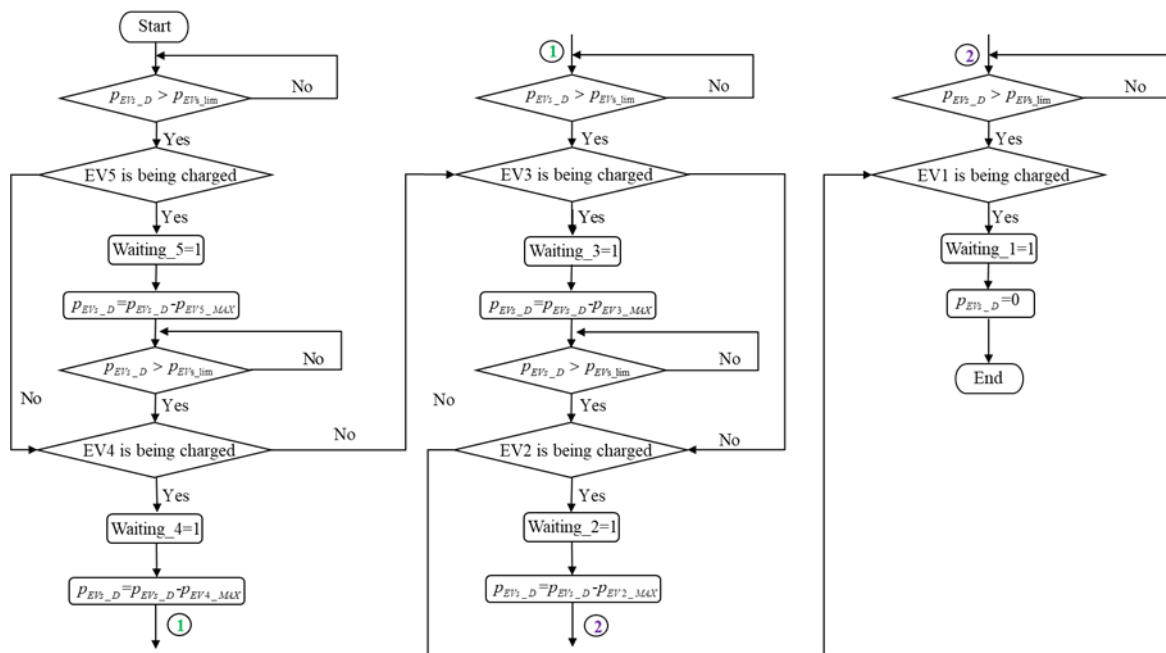 Start
p_EVs_D > p_EVs_lim
No
Yes
EV5 is being charged
Yes
Waiting_5=1
p_EVs_D=p_EVs_D-p_EV5_MAX
p_EVs_D > p_EVs_lim
No
No
Yes
EV4 is being charged
No
Yes
Waiting_4=1
p_EVs_D=p_EVs_D-p_EV4_MAX
1
1
p_EVs_D > p_EVs_lim
No
Yes
EV3 is being charged
Yes
Waiting_3=1
p_EVs_D=p_EVs_D-p_EV3_MAX
p_EVs_D > p_EVs_lim
No
No
Yes
EV2 is being charged
No
Yes
Waiting_2=1
p_EVs_D=p_EVs_D-p_EV2_MAX
2
2
p_EVs_D > p_EVs_lim
No
Yes
EV1 is being charged
Yes
Waiting_1=1
p_EVs_D=0
End